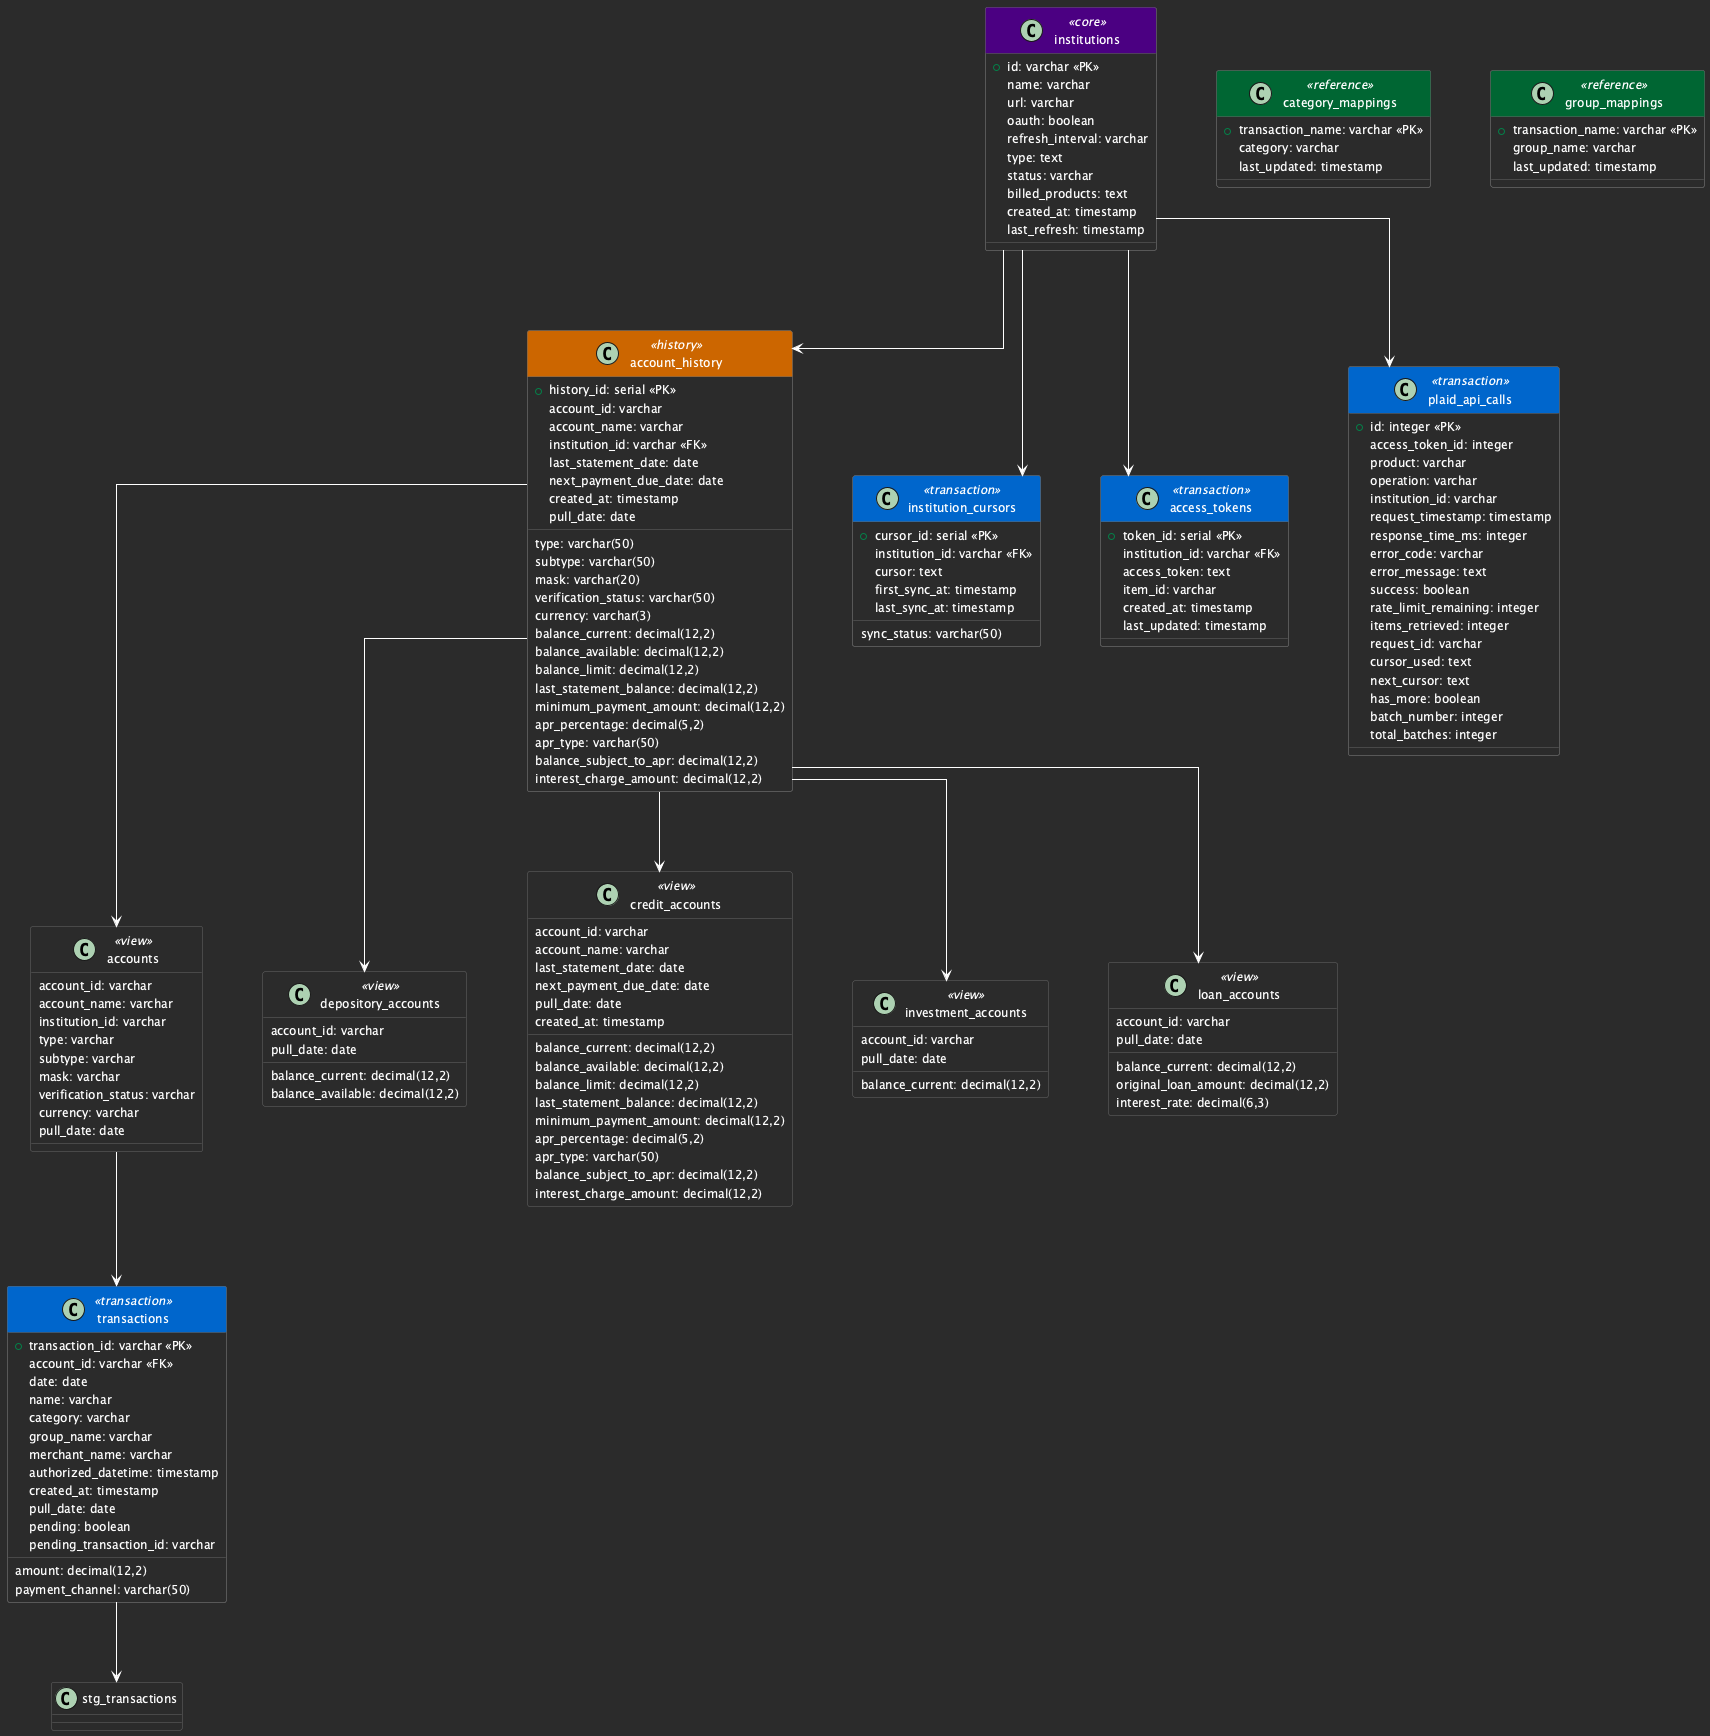 «core»
C institutions
id: varchar «PK»
name: varchar
url: varchar
oauth: boolean
refresh_interval: varchar
type: text
status: varchar
billed_products: text
created_at: timestamp
last_refresh: timestamp
«reference»
C category_mappings
transaction_name: varchar «PK»
category: varchar
last_updated: timestamp
«reference»
C group_mappings
transaction_name: varchar «PK»
group_name: varchar
last_updated: timestamp
«history»
C account_history
history_id: serial «PK»
account_id: varchar
account_name: varchar
institution_id: varchar «FK»
last_statement_date: date
next_payment_due_date: date
created_at: timestamp
pull_date: date
type: varchar(50)
subtype: varchar(50)
mask: varchar(20)
verification_status: varchar(50)
currency: varchar(3)
balance_current: decimal(12,2)
balance_available: decimal(12,2)
balance_limit: decimal(12,2)
last_statement_balance: decimal(12,2)
minimum_payment_amount: decimal(12,2)
apr_percentage: decimal(5,2)
apr_type: varchar(50)
balance_subject_to_apr: decimal(12,2)
interest_charge_amount: decimal(12,2)
«transaction»
C institution_cursors
cursor_id: serial «PK»
institution_id: varchar «FK»
cursor: text
first_sync_at: timestamp
last_sync_at: timestamp
sync_status: varchar(50)
«transaction»
C access_tokens
token_id: serial «PK»
institution_id: varchar «FK»
access_token: text
item_id: varchar
created_at: timestamp
last_updated: timestamp
«transaction»
C plaid_api_calls
id: integer «PK»
access_token_id: integer
product: varchar
operation: varchar
institution_id: varchar
request_timestamp: timestamp
response_time_ms: integer
error_code: varchar
error_message: text
success: boolean
rate_limit_remaining: integer
items_retrieved: integer
request_id: varchar
cursor_used: text
next_cursor: text
has_more: boolean
batch_number: integer
total_batches: integer
«view»
C accounts
account_id: varchar
account_name: varchar
institution_id: varchar
type: varchar
subtype: varchar
mask: varchar
verification_status: varchar
currency: varchar
pull_date: date
«view»
C depository_accounts
account_id: varchar
pull_date: date
balance_current: decimal(12,2)
balance_available: decimal(12,2)
«view»
C credit_accounts
account_id: varchar
account_name: varchar
last_statement_date: date
next_payment_due_date: date
pull_date: date
created_at: timestamp
balance_current: decimal(12,2)
balance_available: decimal(12,2)
balance_limit: decimal(12,2)
last_statement_balance: decimal(12,2)
minimum_payment_amount: decimal(12,2)
apr_percentage: decimal(5,2)
apr_type: varchar(50)
balance_subject_to_apr: decimal(12,2)
interest_charge_amount: decimal(12,2)
«view»
C investment_accounts
account_id: varchar
pull_date: date
balance_current: decimal(12,2)
«view»
C loan_accounts
account_id: varchar
pull_date: date
balance_current: decimal(12,2)
original_loan_amount: decimal(12,2)
interest_rate: decimal(6,3)
«transaction»
C transactions
transaction_id: varchar «PK»
account_id: varchar «FK»
date: date
name: varchar
category: varchar
group_name: varchar
merchant_name: varchar
authorized_datetime: timestamp
created_at: timestamp
pull_date: date
pending: boolean
pending_transaction_id: varchar
amount: decimal(12,2)
payment_channel: varchar(50)
C stg_transactions